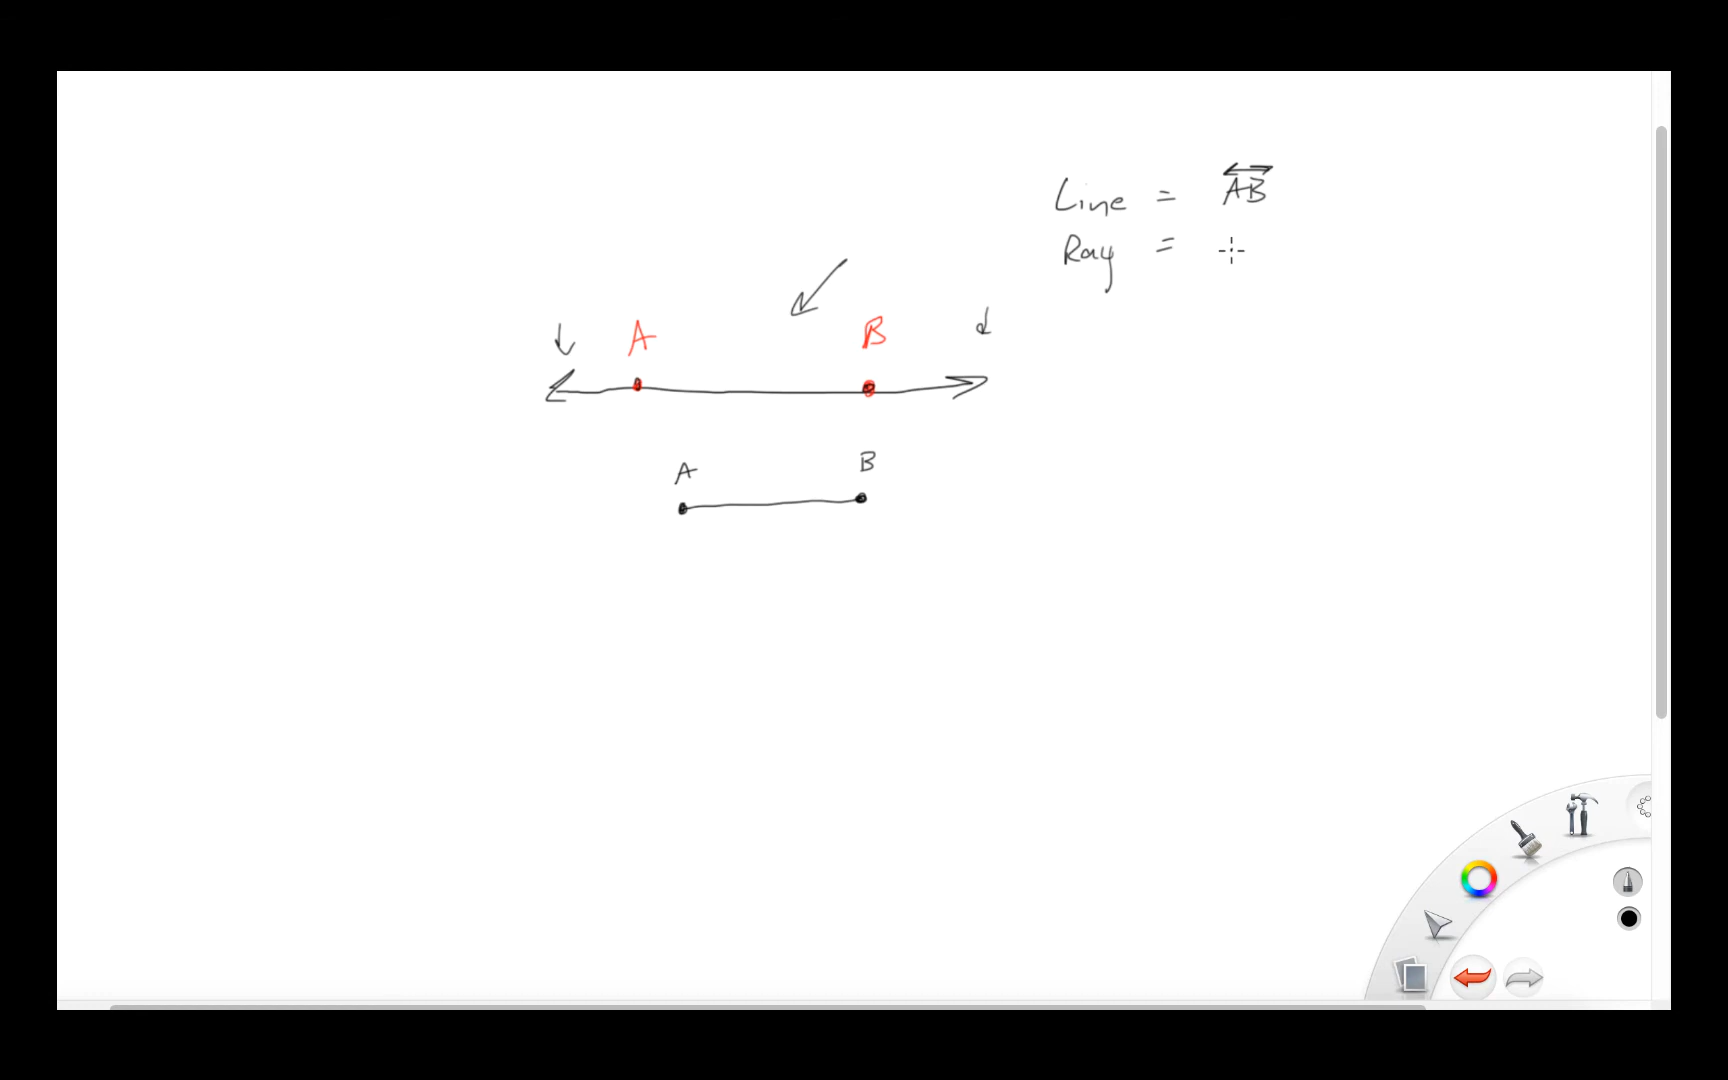 Line = AB
Ray =
A B
A B